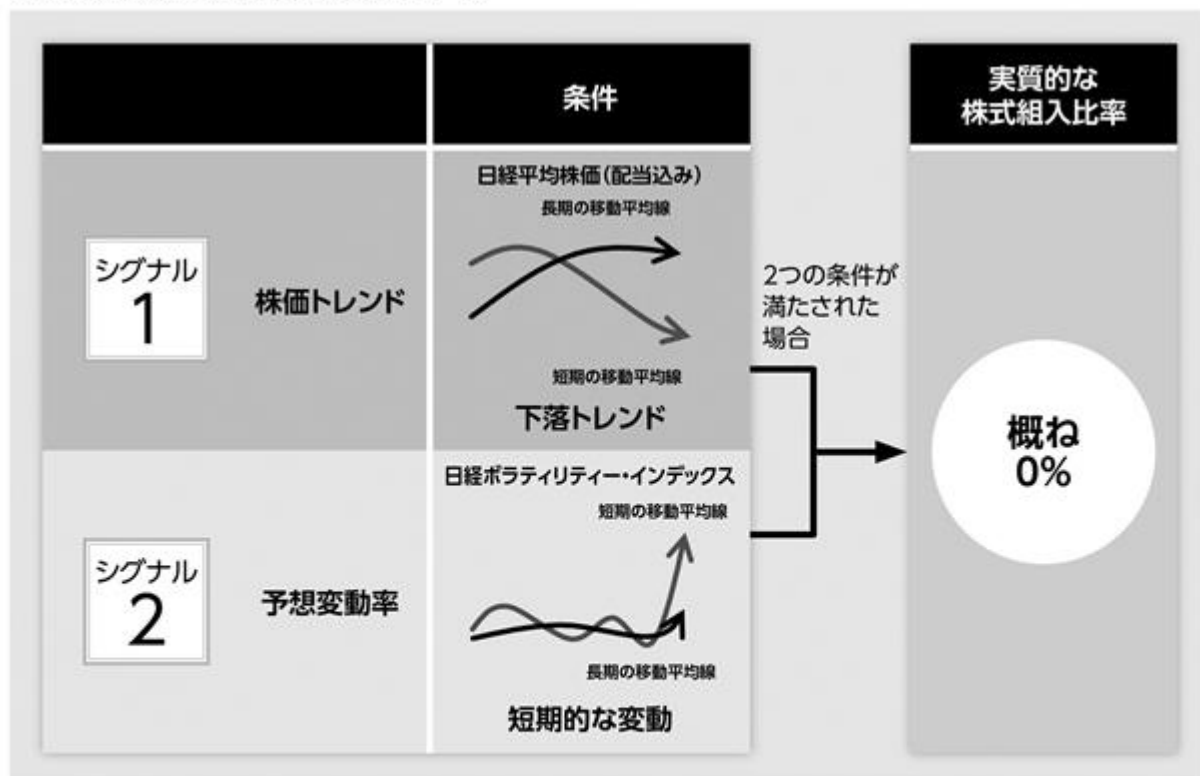 条件
実質的な
株式組入比率
シグナル
1
株価トレンド
日経平均株価(配当込み)
長期の移動平均線
短期の移動平均線
下落トレンド
2つの条件が
満たされた
場合
概ね
0%
シグナル
2
予想変動率
日経ボラティリティー・インデックス
短期の移動平均線
長期の移動平均線
短期的な変動